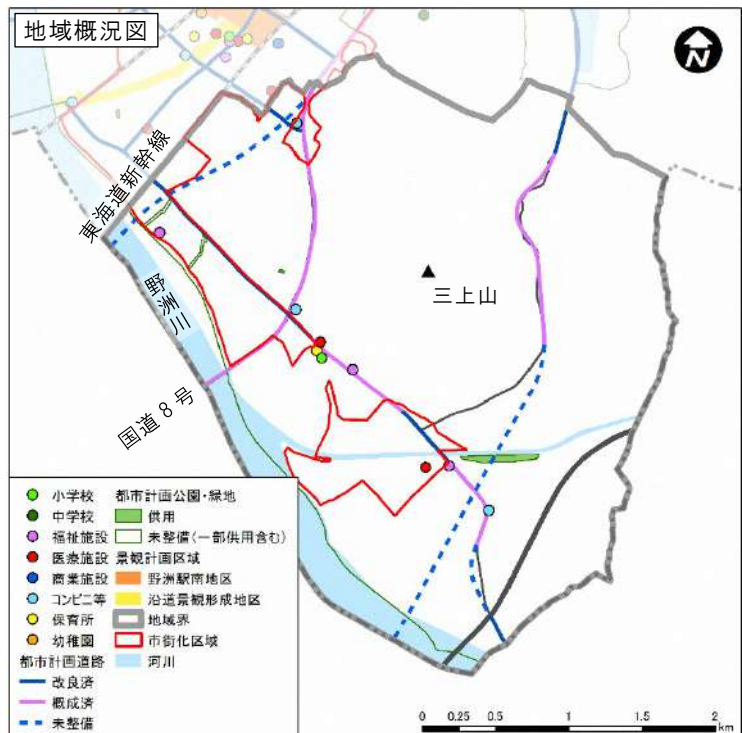 地域概況図
N
東海道新幹線
野洲川
三上山
国道8号
小学校
中学校
福祉施設
医療施設
商業施設
コンビニ等
保育所
幼稚園
都市計画道路
改良済
概成済
未整備
都市計画公園・緑地
供用
未整備(一部供用含む)
景観計画区域
野洲駅南地区
沿道景観形成地区
地域界
市街化区域
河川
0 0.25 0.5 1 1.5 2
km